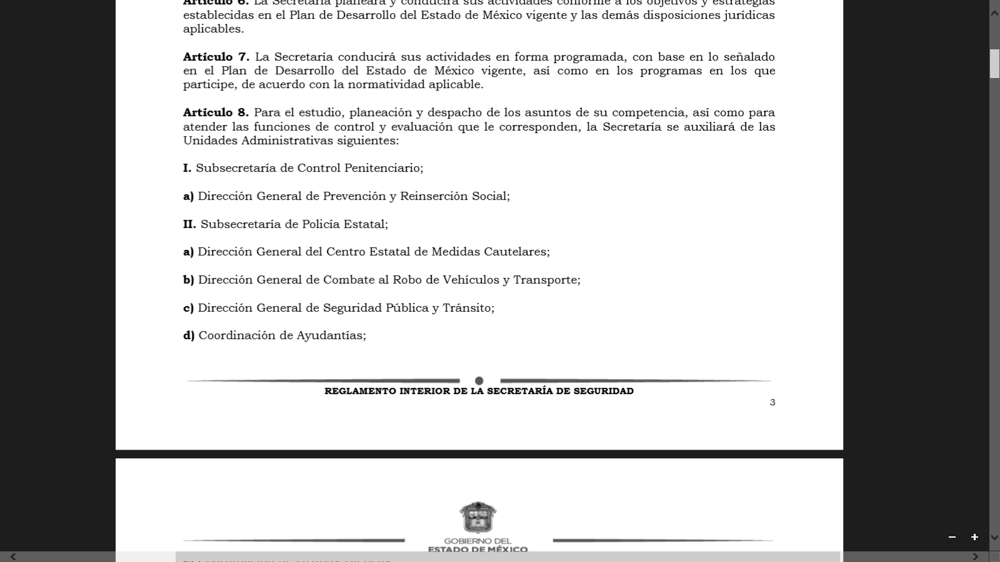 Artículo 6. La Secretaría planeará y conducirá sus actividades conforme a los objetivos y estrategias
establecidas en el Plan de Desarrollo del Estado de México vigente y las demás disposiciones jurídicas
aplicables.
Artículo 7. La Secretaría conducirá sus actividades en forma programada, con base en lo señalado
en el Plan de Desarrollo del Estado de México vigente, así como en los programas en los que
participe, de acuerdo con la normatividad aplicable.
Artículo 8. Para el estudio, planeación y despacho de los asuntos de su competencia, así como para
atender las funciones de control y evaluación que le corresponden, la Secretaría se auxiliará de las
Unidades Administrativas siguientes:
I. Subsecretaría de Control Penitenciario;
a) Dirección General de Prevención y Reinserción Social;
II. Subsecretaría de Policía Estatal;
a) Dirección General del Centro Estatal de Medidas Cautelares;
b) Dirección General de Combate al Robo de Vehículos y Transporte;
c) Dirección General de Seguridad Pública y Tránsito;
d) Coordinación de Ayudantías;
REGLAMENTO INTERIOR DE LA SECRETARÍA DE SEGURIDAD
3
GOBIERNO DEL
ESTADO DE MÉXICO